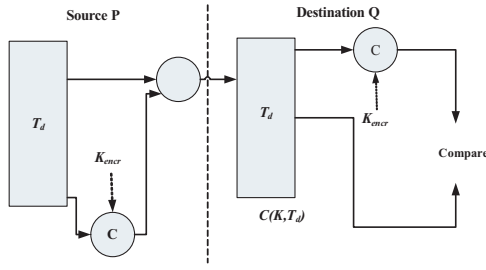 Source P
Destination Q
T_d
K_encr
C
T_d
C
K_encr
Compare
C(K,T_d)